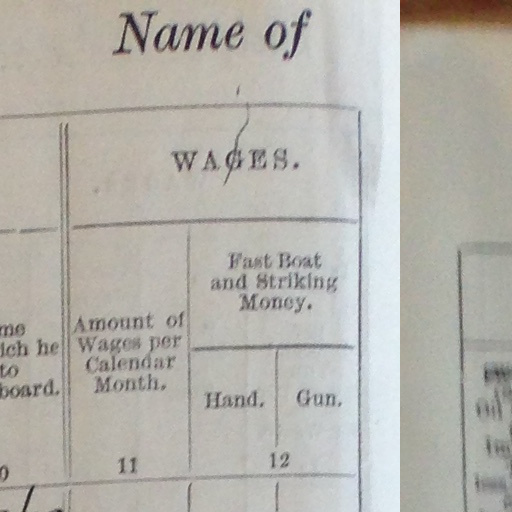 Name of
WAGES.
Fast Boat
and Striking
Money.
me
ich he
to
board.
Amount of
Wages per
Calendar
Month.
Hand.
Gun.
0
11
12